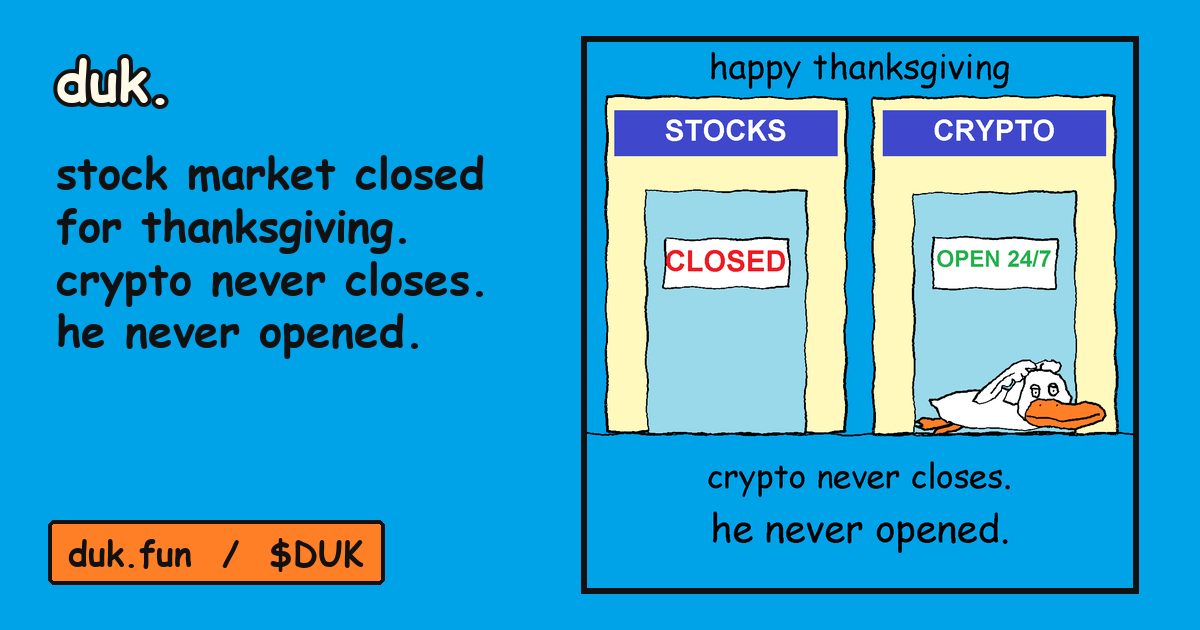 duk.
stock market closed
for thanksgiving.
crypto never closes.
he never opened.
duk.fun / $DUK
happy thanksgiving
STOCKS
CRYPTO
CLOSED
OPEN 24/7
crypto never closes.
he never opened.